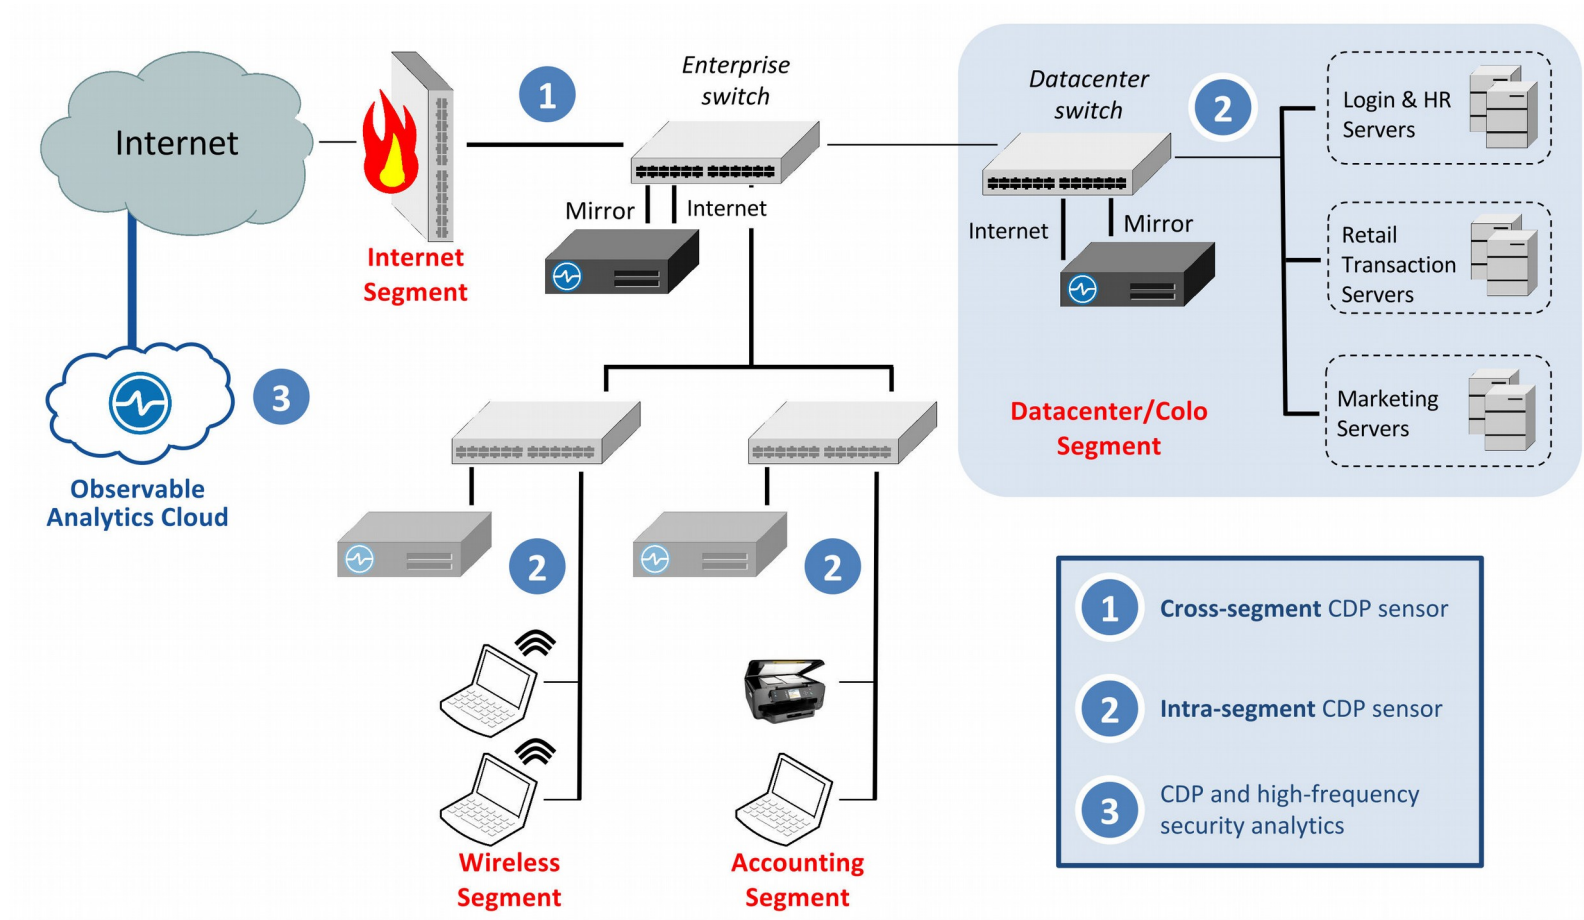 Internet
1
Enterprise
switch
Datacenter
switch
2
Login & HR
Servers
Mirror
Internet
Internet
Mirror
Internet
Segment
Retail
Transaction
Servers
3
Observable
Analytics Cloud
Datacenter/Colo
Segment
Marketing
Servers
2
2
Wireless
Segment
Accounting
Segment
1 Cross-segment CDP sensor
2 Intra-segment CDP sensor
3 CDP and high-frequency
security analytics